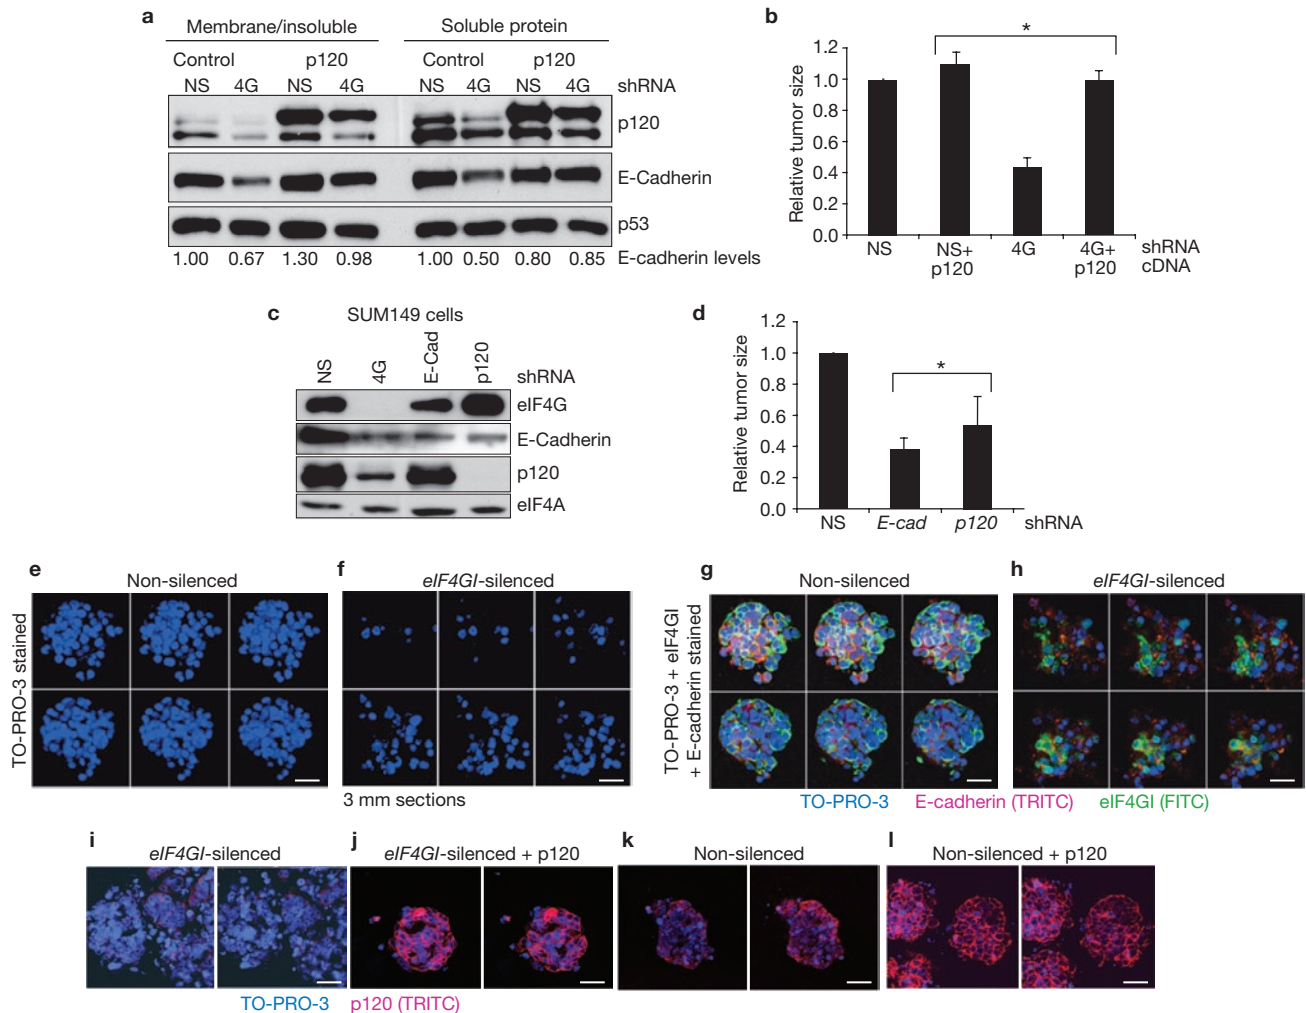 a
Membrane/insoluble Soluble protein
Control p120 Control p120
NS 4G NS 4G NS 4G NS 4G shRNA
p120
E-Cadherin
p53
1.00 0.67 1.30 0.98 1.00 0.50 0.80 0.85 E-cadherin levels
b
*
Relative tumor size
1.2
1.0
0.8
0.6
0.4
0.2
0.0
NS NS+ 4G 4G+ shRNA
p120 p120 cDNA
c
SUM149 cells
NS 4G E-Cad p120 shRNA
eIF4G
E-Cadherin
p120
eIF4A
d
*
Relative tumor size
1.2
1.0
0.8
0.6
0.4
0.2
0.0
NS E-cad p120 shRNA
e
Non-silenced
TO-PRO-3 stained
f
eIF4GI-silenced
3 mm sections
g
Non-silenced
TO-PRO-3 + eIF4GI
+ E-cadherin stained
h
eIF4GI-silenced
TO-PRO-3 E-cadherin (TRITC) eIF4GI (FITC)
i
eIF4GI-silenced
j
eIF4GI-silenced + p120
k
Non-silenced
l
Non-silenced + p120
TO-PRO-3 p120 (TRITC)